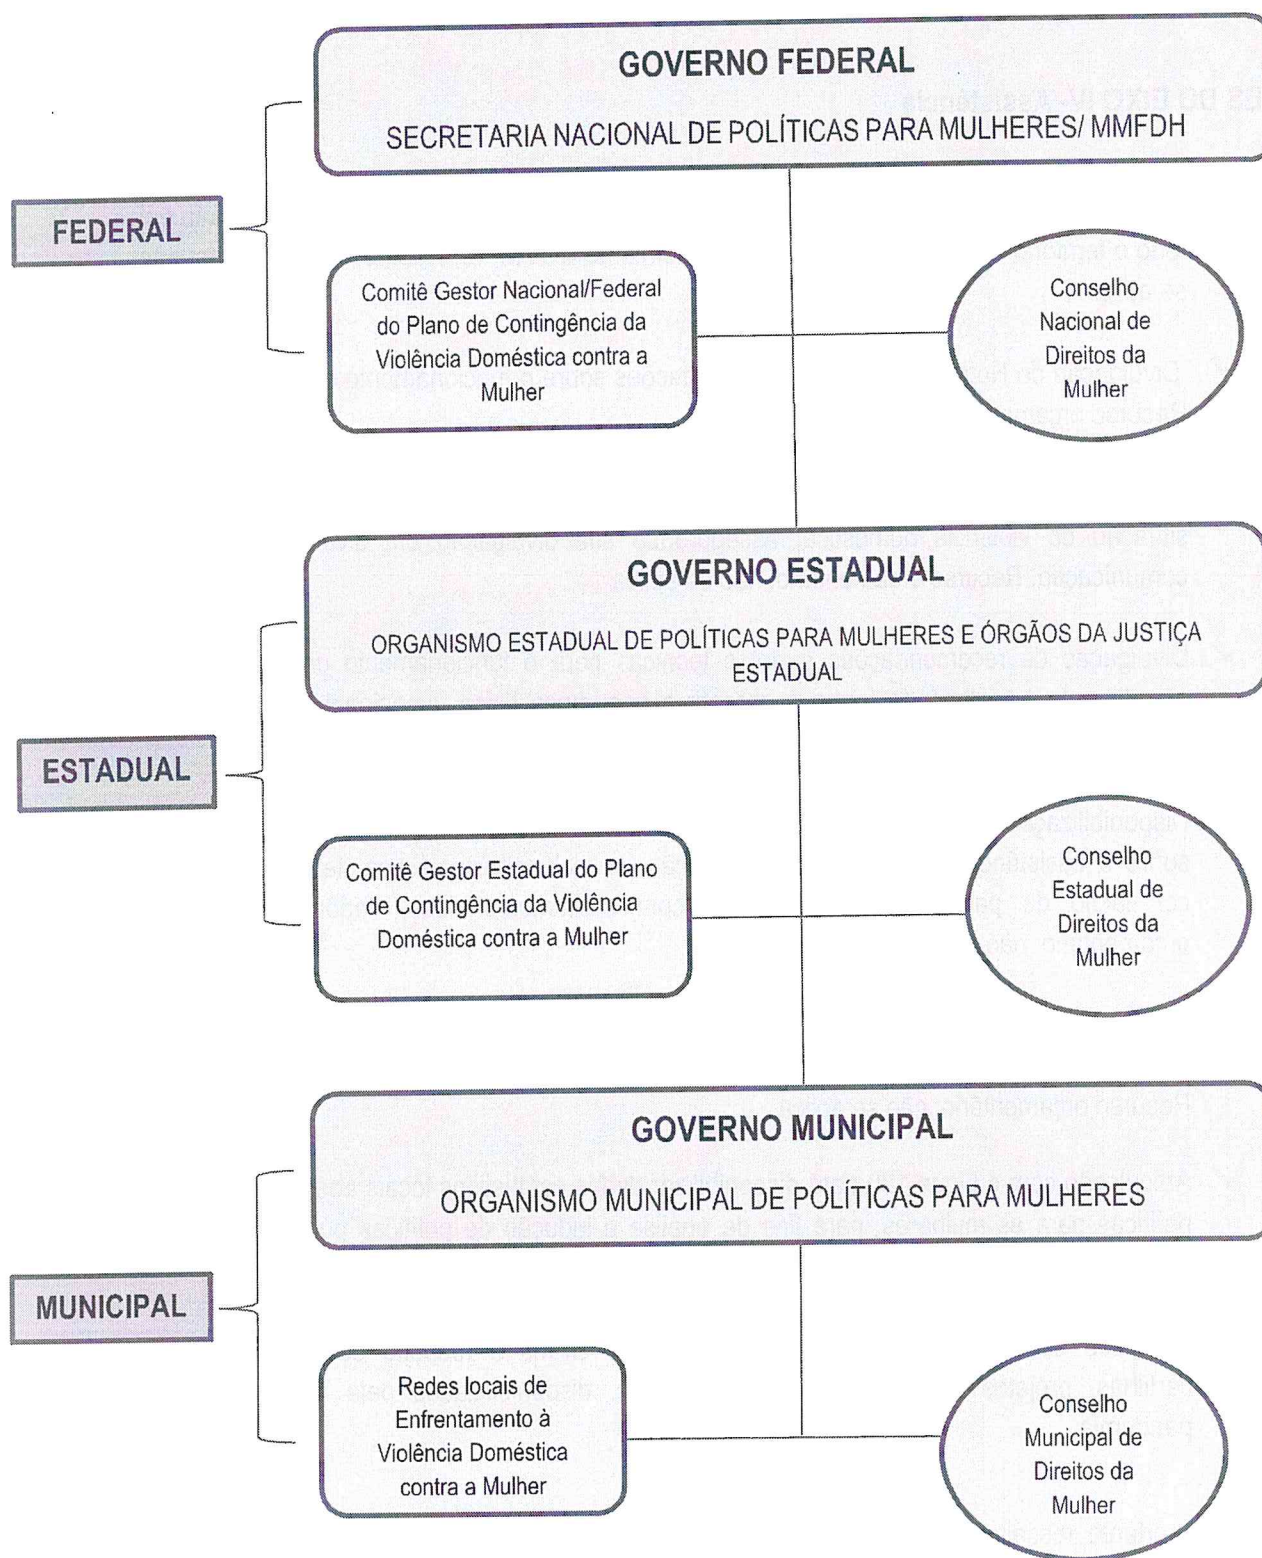 GOVERNO FEDERAL
SECRETARIA NACIONAL DE POLÍTICAS PARA MULHERES/ MMFDH
FEDERAL
Comitê Gestor Nacional/Federal
do Plano de Contingência da
Violência Doméstica contra a
Mulher
Conselho
Nacional de
Direitos da
Mulher
GOVERNO ESTADUAL
ORGANISMO ESTADUAL DE POLÍTICAS PARA MULHERES E ÓRGÃOS DA JUSTIÇA
ESTADUAL
ESTADUAL
Comitê Gestor Estadual do Plano
de Contingência da Violência
Doméstica contra a Mulher
Conselho
Estadual de
Direitos da
Mulher
GOVERNO MUNICIPAL
ORGANISMO MUNICIPAL DE POLÍTICAS PARA MULHERES
MUNICIPAL
Redes locais de
Enfrentamento à
Violência Doméstica
contra a Mulher
Conselho
Municipal de
Direitos da
Mulher